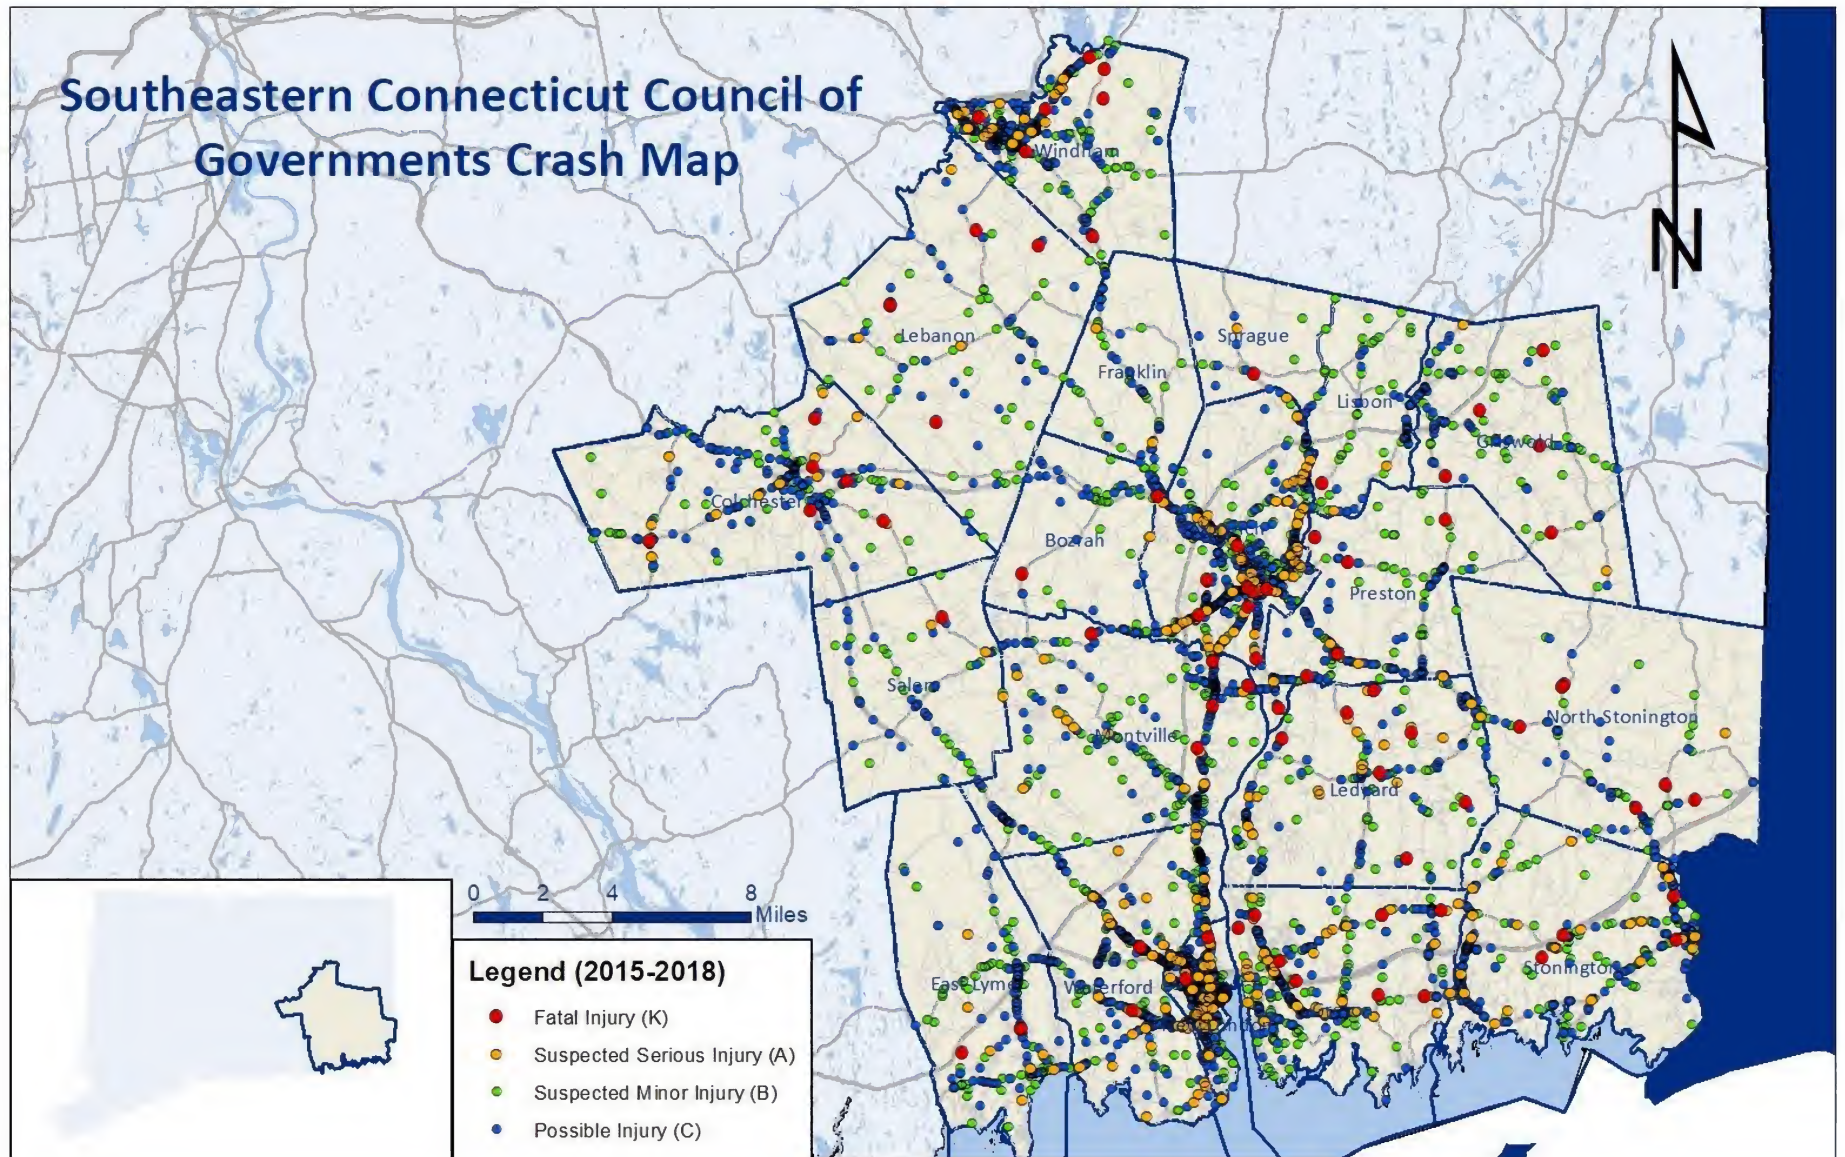 Southeastern Connecticut Council of
Governments Crash Map
N
Windham
Lebanon
Sprague
Franklin
Lisbon
Griswold
Colchester
Bozrah
Preston
Salem
North Stonington
Montville
Ledyard
0 2 4 8
Miles
Legend (2015-2018)
Fatal Injury (K)
Suspected Serious Injury (A)
Suspected Minor Injury (B)
Possible Injury (C)
East Lyme
Waterford
Stonington
New London